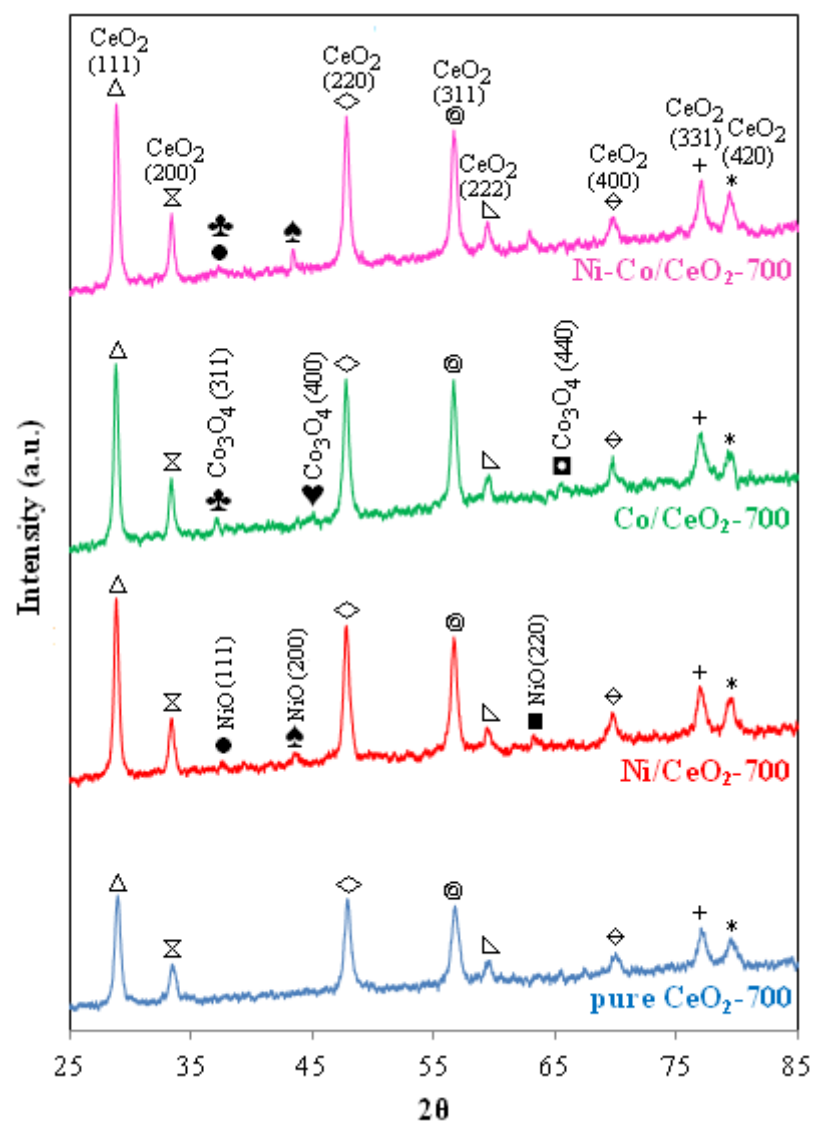 CeO2
(111)
CeO2
(200)
CeO2
(220)
CeO2
(311)
CeO2
(222)
CeO2
(400)
CeO2
(331)
CeO2
(420)
Ni-Co/CeO2-700
Co3O4 (311)
Co3O4 (400)
Co3O4 (440)
Co/CeO2-700
NiO(111)
NiO(200)
NiO(220)
Ni/CeO2-700
pure CeO2-700
Intensity (a.u.)
25 35 45 55 65 75 85
2θ